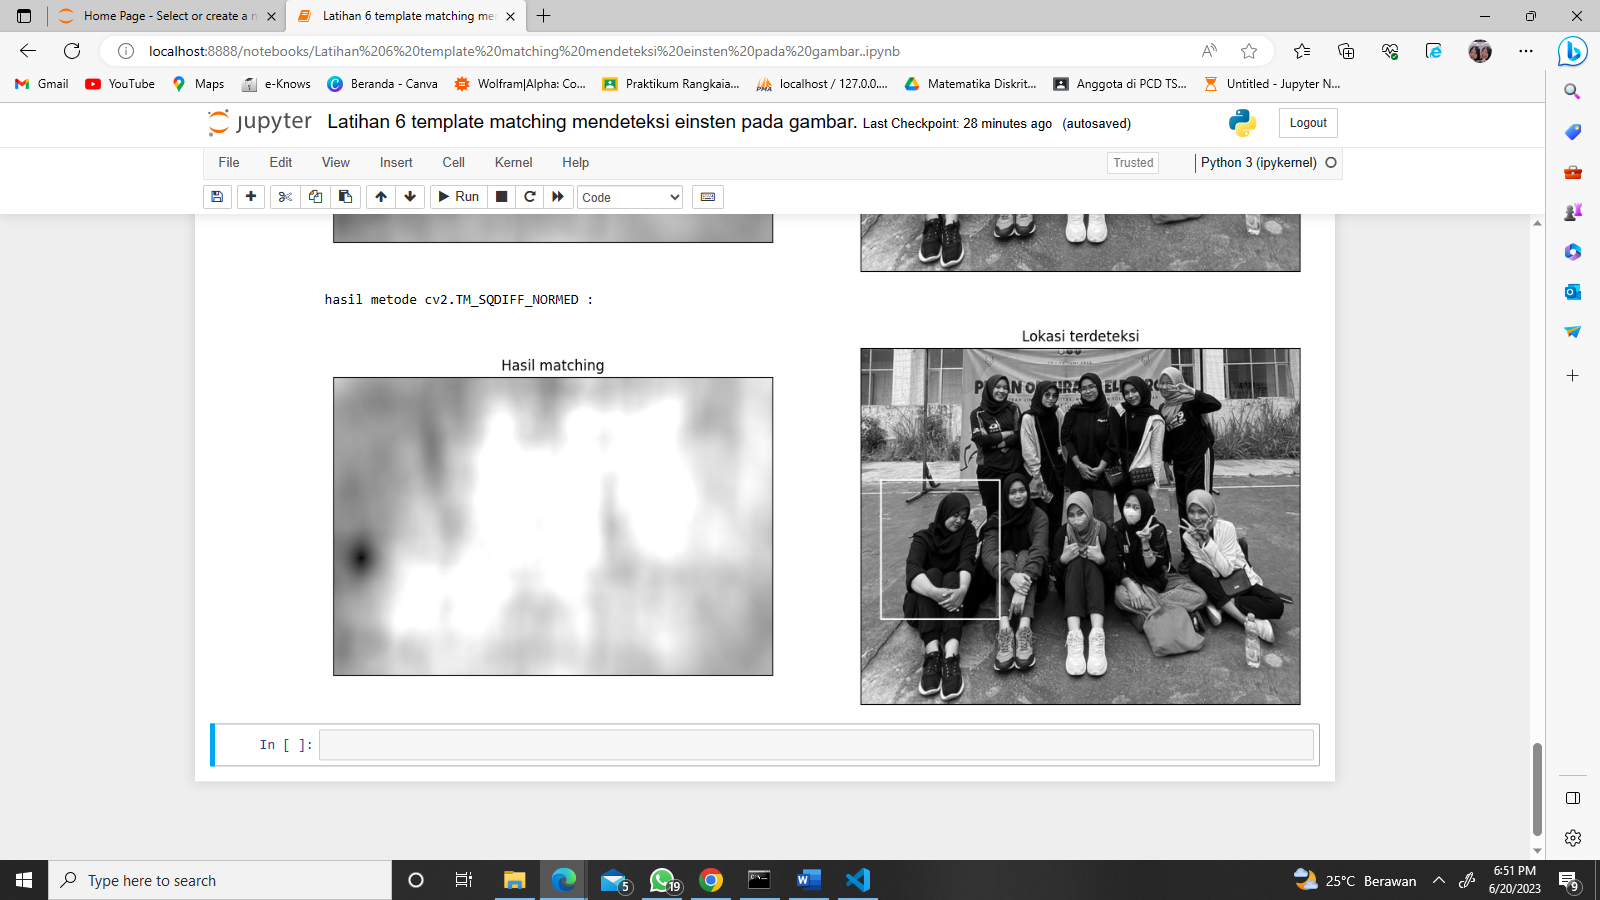 Home Page - Select or create a n
Latihan 6 template matching mer
localhost:8888/notebooks/Latihan%206%20template%20matching%20mendeteksi%20einsten%20pada%20gambar..ipynb
Gmail YouTube Maps e-Knows Beranda - Canva Wolfram|Alpha: Co... Praktikum Rangkaia... localhost / 127.0.0.... Matematika Diskrit... Anggota di PCD TS... Untitled - Jupyter N...
jupyter Latihan 6 template matching mendeteksi einsten pada gambar. Last Checkpoint: 28 minutes ago (autosaved) Logout
File Edit View Insert Cell Kernel Help Trusted Python 3 (ipykernel)
Run Code
hasil metode cv2.TM_SQDIFF_NORMED :
Hasil matching
Lokasi terdeteksi
In [ ]:
Type here to search
5
19
25°C Berawan
6:51 PM
6/20/2023
9